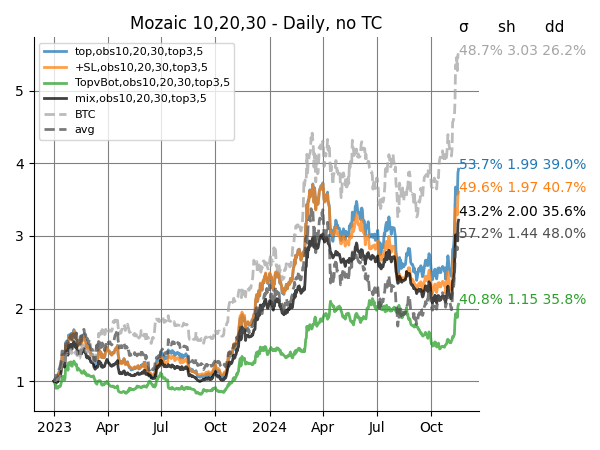 Mozaic 10,20,30 - Daily, no TC
σ sh dd
top,obs10,20,30,top3,5
+SL,obs10,20,30,top3,5
TopvBot,obs10,20,30,top3,5
mix,obs10,20,30,top3,5
BTC
avg
48.7% 3.03 26.2%
53.7% 1.99 39.0%
49.6% 1.97 40.7%
43.2% 2.00 35.6%
57.2% 1.44 48.0%
40.8% 1.15 35.8%
5
4
3
2
1
2023 Apr Jul Oct 2024 Apr Jul Oct